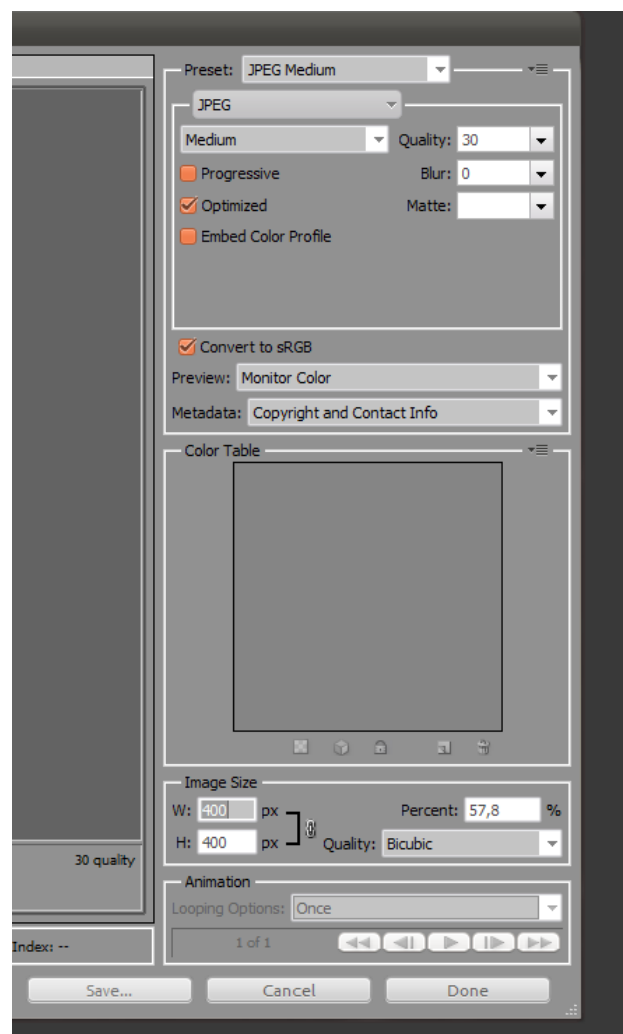 Preset: JPEG Medium
JPEG
Medium Quality: 30
Progressive Blur: 0
Optimized Matte:
Embed Color Profile
Convert to sRGB
Preview: Monitor Color
Metadata: Copyright and Contact Info
Color Table
Image Size
W: 400 px Percent: 57,8 %
H: 400 px Quality: Bicubic
30 quality
Animation
Looping Options: Once
Index: -- 1 of 1
Save... Cancel Done